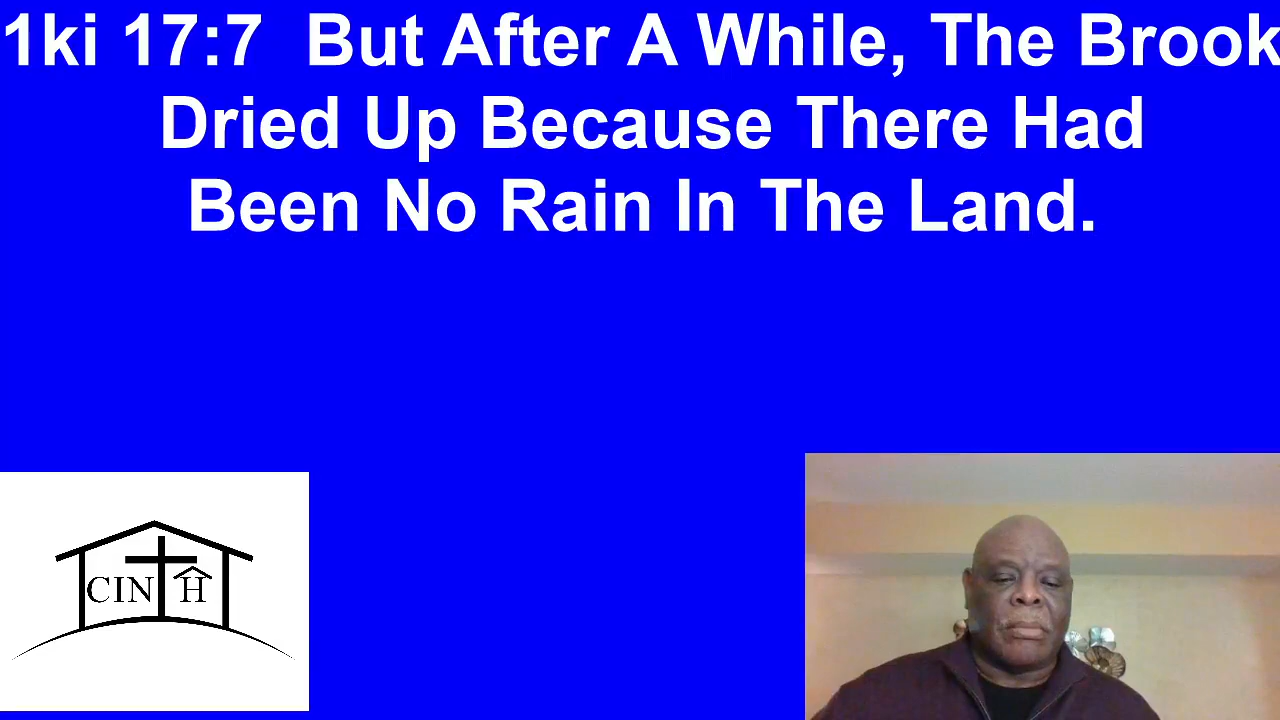 1ki 17:7  But After A While, The Brook
Dried Up Because There Had
Been No Rain In The Land.
CIN H